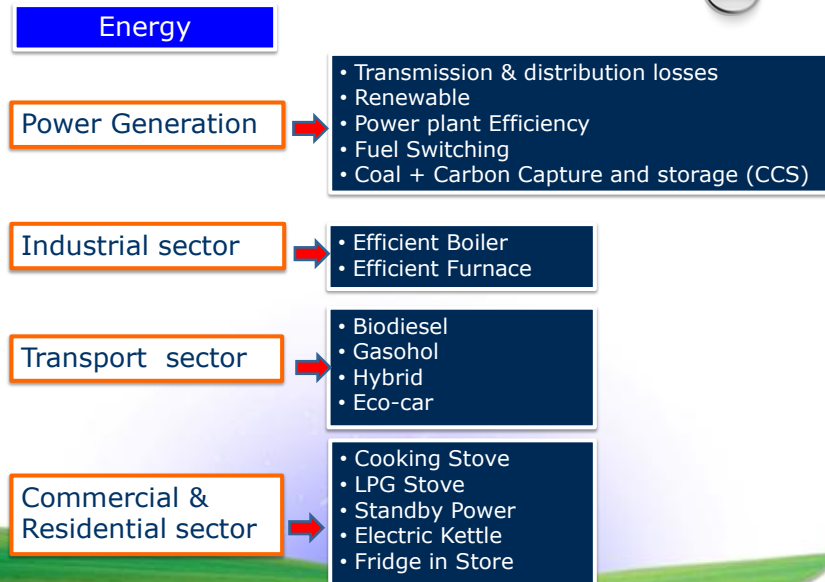 Energy
Power Generation
• Transmission & distribution losses
• Renewable
• Power plant Efficiency
• Fuel Switching
• Coal + Carbon Capture and storage (CCS)
Industrial sector
• Efficient Boiler
• Efficient Furnace
Transport sector
• Biodiesel
• Gasohol
• Hybrid
• Eco-car
Commercial &
Residential sector
• Cooking Stove
• LPG Stove
• Standby Power
• Electric Kettle
• Fridge in Store